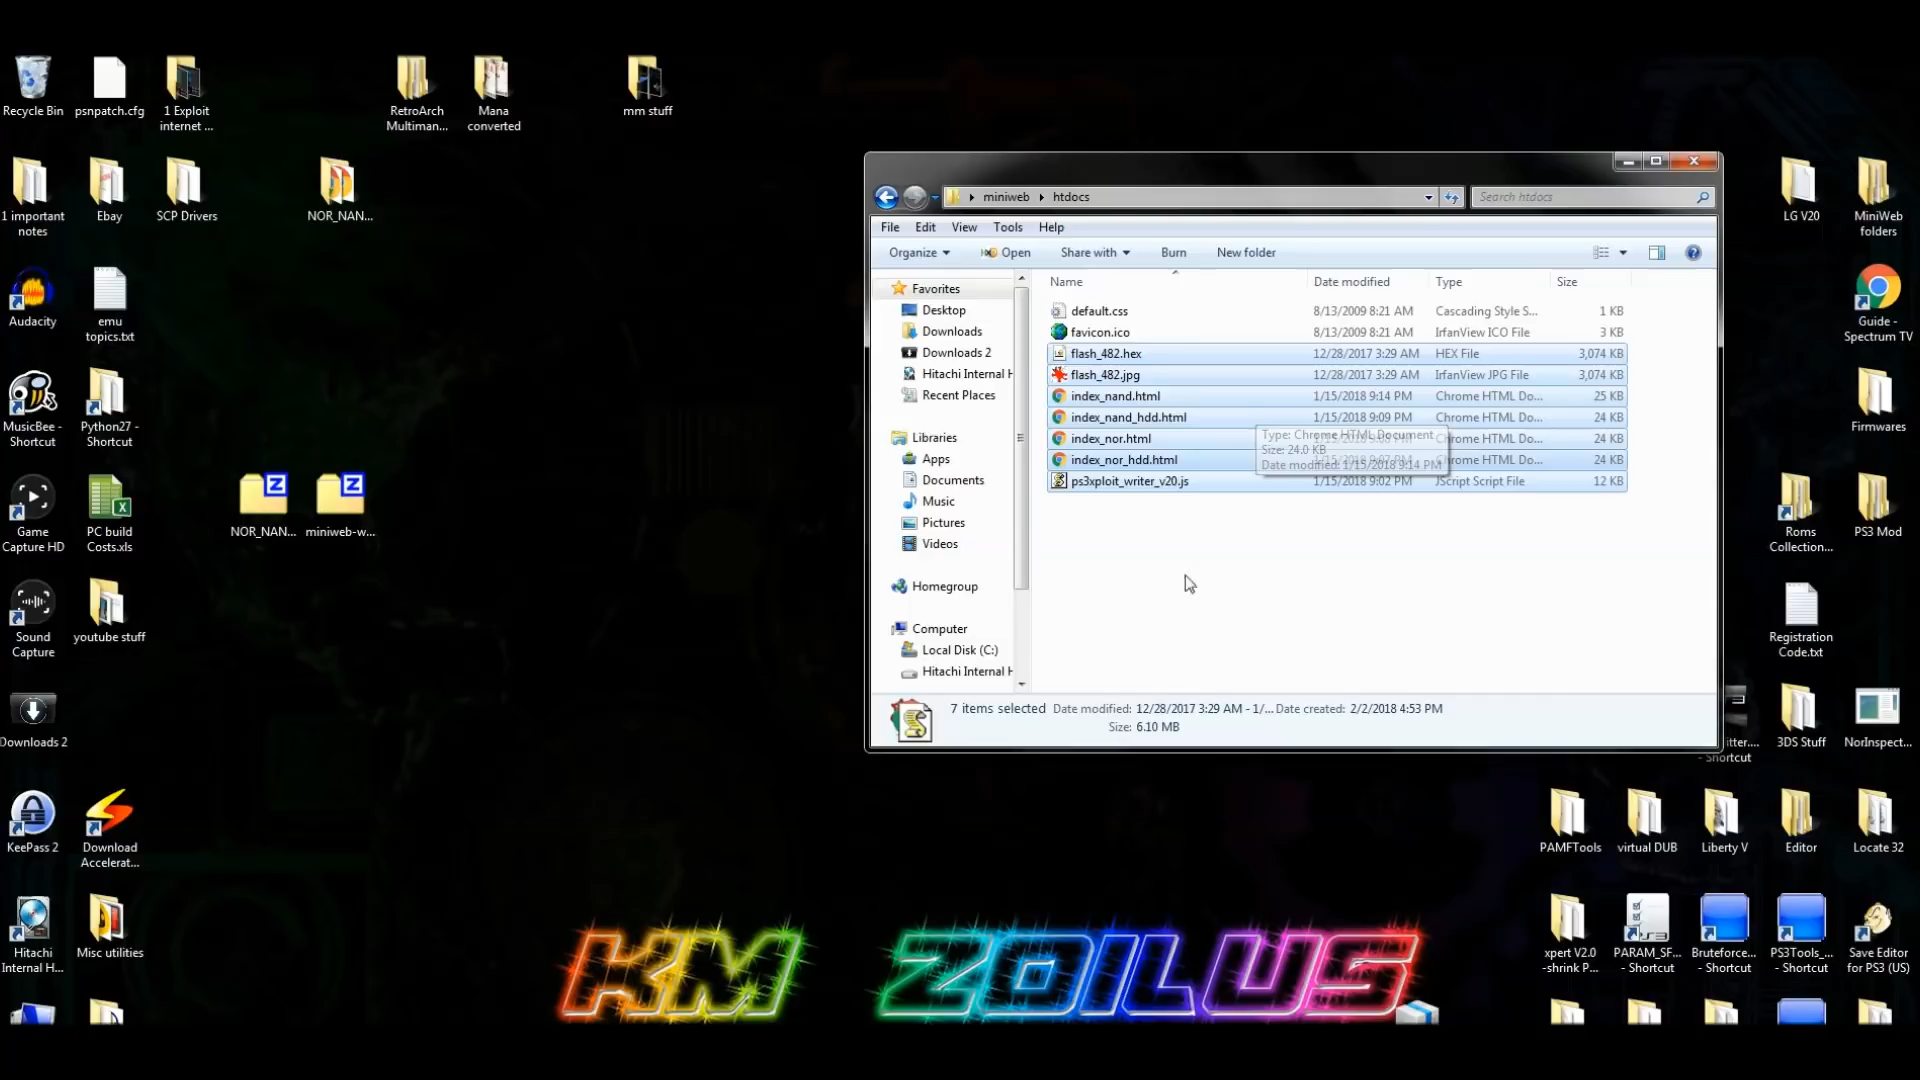 Recycle Bin
psnpatch.cfg
1 Exploit
internet ...
RetroArch
Multiman...
Mana
converted
mm stuff
1 important
notes
Ebay
SCP Drivers
NOR_NAN...
LG V20
MiniWeb
folders
Audacity
emu
topics.txt
Guide -
Spectrum TV
MusicBee -
Shortcut
Python27 -
Shortcut
Firmwares
Game
Capture HD
PC build
Costs.xls
NOR_NAN...
miniweb-w...
Roms
Collection...
PS3 Mod
Sound
Capture
youtube stuff
Registration
Code.txt
Downloads 2
itter....
- Shortcut
3DS Stuff
NorInspect...
KeePass 2
Download
Accelerat...
PAMFTools
virtual DUB
Liberty V
Editor
Locate 32
Hitachi
Internal H...
Misc utilities
xpert V2.0
-shrink P...
PARAM_SF...
- Shortcut
Bruteforce...
- Shortcut
PS3Tools_...
- Shortcut
Save Editor
for PS3 (US)
miniweb
htdocs
Search htdocs
File Edit View Tools Help
Organize Open Share with Burn New folder
Favorites
Desktop
Downloads
Downloads 2
Hitachi Internal H
Recent Places
Libraries
Apps
Documents
Music
Pictures
Videos
Homegroup
Computer
Local Disk (C:)
Hitachi Internal H
Name Date modified Type Size
default.css 8/13/2009 8:21 AM Cascading Style S... 1 KB
favicon.ico 8/13/2009 8:21 AM IrfanView ICO File 3 KB
flash_482.hex 12/28/2017 3:29 AM HEX File 3,074 KB
flash_482.jpg 12/28/2017 3:29 AM IrfanView JPG File 3,074 KB
index_nand.html 1/15/2018 9:14 PM Chrome HTML Do... 25 KB
index_nand_hdd.html 1/15/2018 9:09 PM Chrome HTML Do... 24 KB
index_nor.html Chrome HTML Do... 24 KB
index_nor_hdd.html 1/15/2018 9:07 PM Chrome HTML Do... 24 KB
ps3xploit_writer_v20.js 1/15/2018 9:02 PM JScript Script File 12 KB
Type: Chrome HTML Document
Size: 24.0 KB
Date modified: 1/15/2018 9:14 PM
7 items selected Date modified: 12/28/2017 3:29 AM - 1/... Date created: 2/2/2018 4:53 PM
Size: 6.10 MB
KM ZOILUS